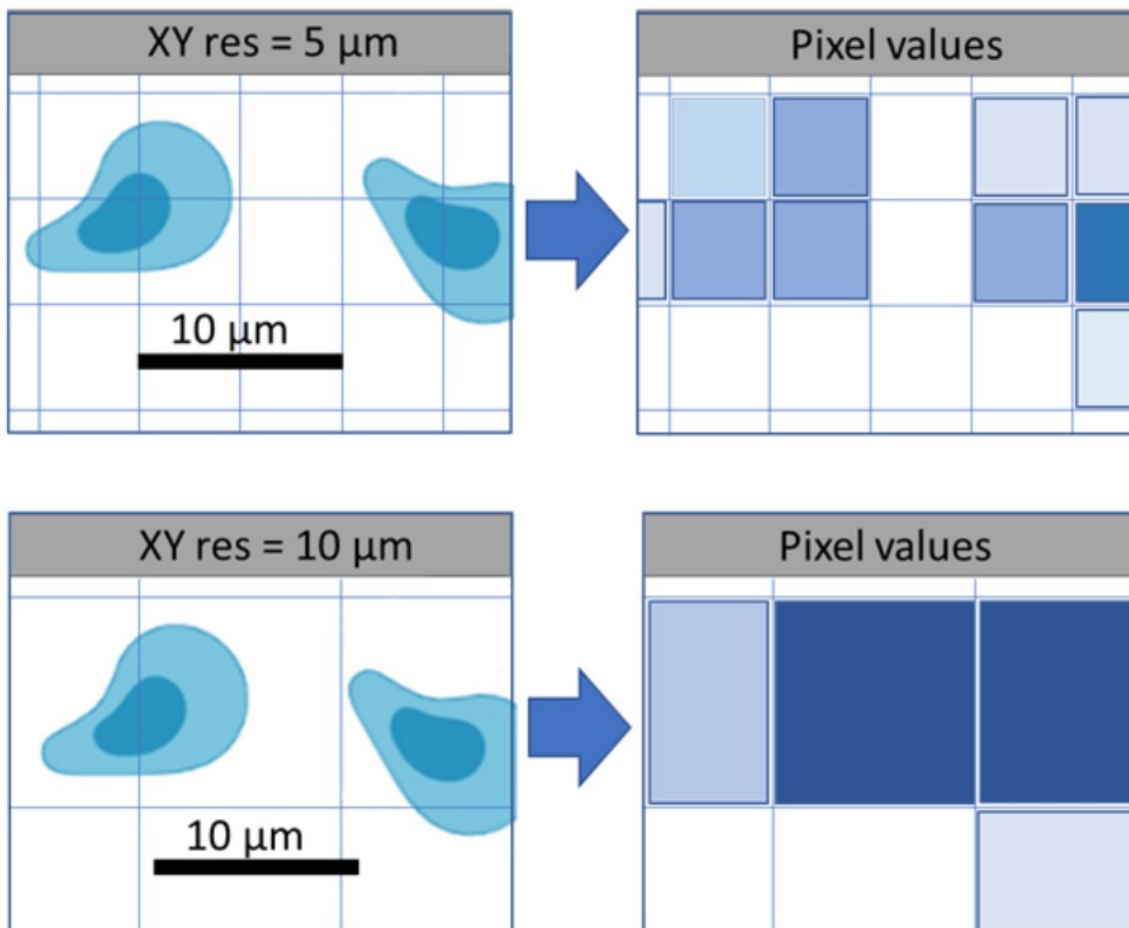 XY res = 5 µm
Pixel values
10 µm
XY res = 10 µm
Pixel values
10 µm